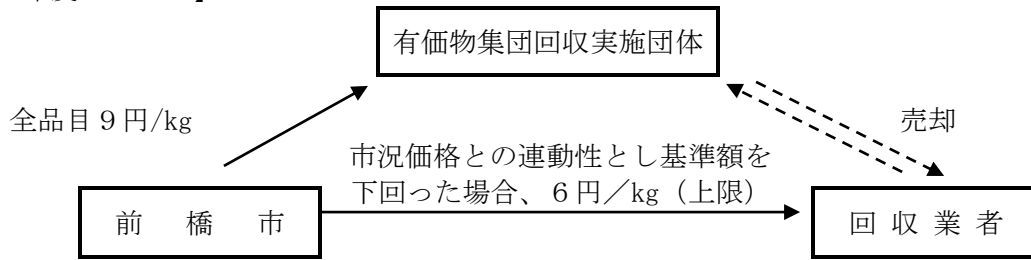 有価物集団回収実施団体
全品目９円/kg
売却
市況価格との連動性とし基準額を
下回った場合、６円／kg（上限）
前橋市
回収業者